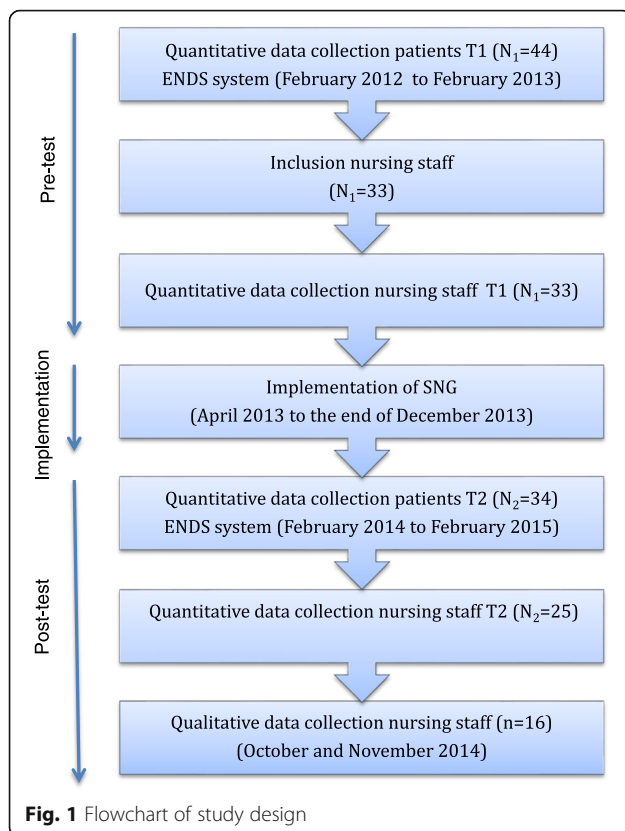 Pre-test
Quantitative data collection patients T1 (N₁=44)
ENDS system (February 2012 to February 2013)
Inclusion nursing staff
(N₁=33)
Quantitative data collection nursing staff T1 (N₁=33)
Implementation
Implementation of SNG
(April 2013 to the end of December 2013)
Post-test
Quantitative data collection patients T2 (N₂=34)
ENDS system (February 2014 to February 2015)
Quantitative data collection nursing staff T2 (N₂=25)
Qualitative data collection nursing staff (n=16)
(October and November 2014)
Fig. 1 Flowchart of study design